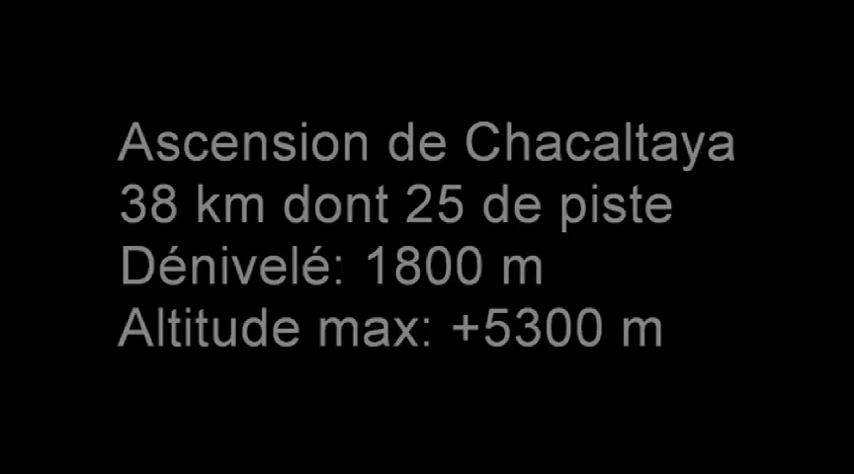 Ascension de Chacaltaya
38 km dont 25 de piste
Dénivelé: 1800 m
Altitude max: +5300 m